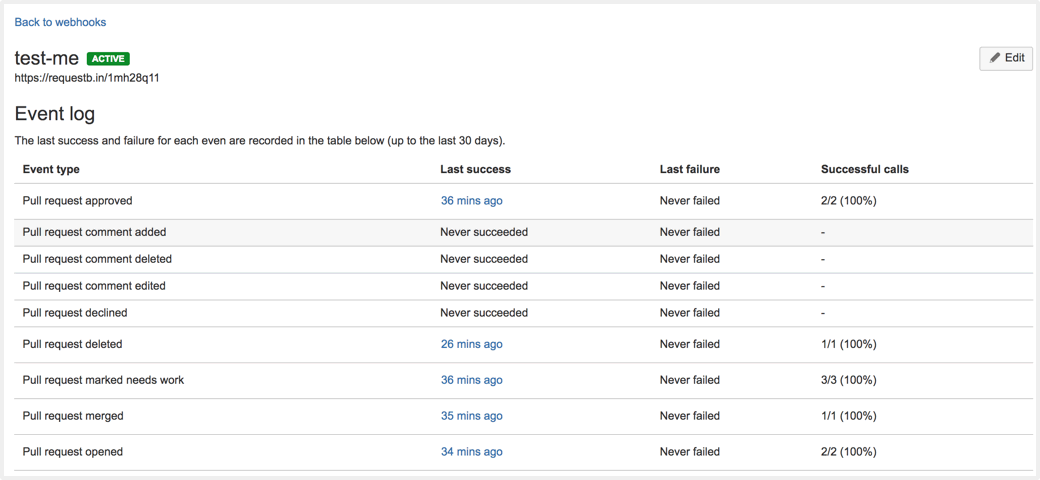 Back to webhooks
test-me ACTIVE
Edit
https://requestb.in/1mh28q11
Event log
The last success and failure for each even are recorded in the table below (up to the last 30 days).
Event type Last success Last failure Successful calls
Pull request approved 36 mins ago Never failed 2/2 (100%)
Pull request comment added Never succeeded Never failed -
Pull request comment deleted Never succeeded Never failed -
Pull request comment edited Never succeeded Never failed -
Pull request declined Never succeeded Never failed -
Pull request deleted 26 mins ago Never failed 1/1 (100%)
Pull request marked needs work 36 mins ago Never failed 3/3 (100%)
Pull request merged 35 mins ago Never failed 1/1 (100%)
Pull request opened 34 mins ago Never failed 2/2 (100%)